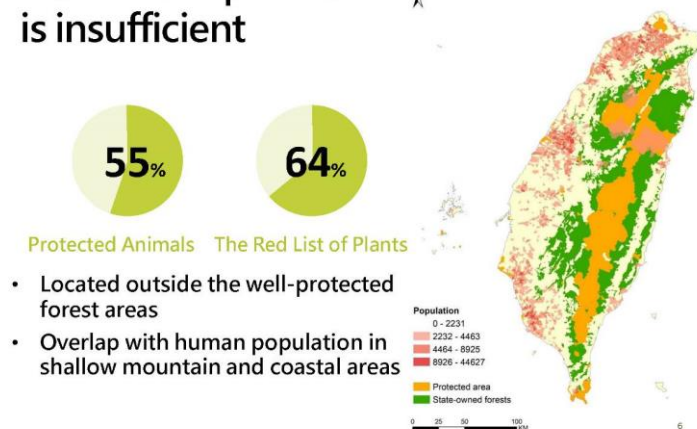 is insufficient
55%
64%
Protected Animals
The Red List of Plants
• Located outside the well-protected
forest areas
• Overlap with human population in
shallow mountain and coastal areas
Population
0 - 2231
2232 - 4463
4464 - 8925
8926 - 44627
Protected area
State-owned forests
0 25 50 100
KM
6